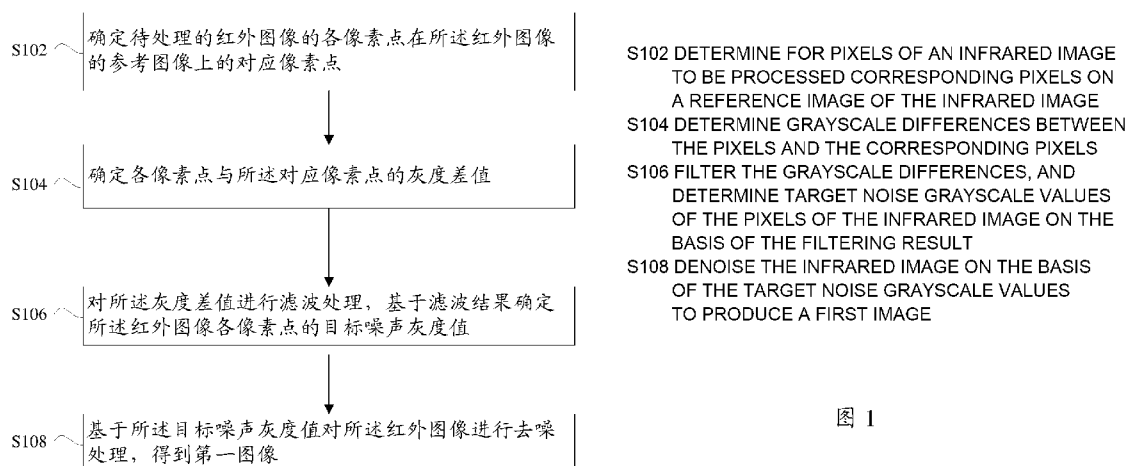 S102
确定待处理的红外图像的各像素点在所述红外图像
的参考图像上的对应像素点
S104
确定各像素点与所述对应像素点的灰度差值
S106
对所述灰度差值进行滤波处理，基于滤波结果确定
所述红外图像各像素点的目标噪声灰度值
S108
基于所述目标噪声灰度值对所述红外图像进行去噪
处理，得到第一图像
S102 DETERMINE FOR PIXELS OF AN INFRARED IMAGE
TO BE PROCESSED CORRESPONDING PIXELS ON
A REFERENCE IMAGE OF THE INFRARED IMAGE
S104 DETERMINE GRAYSCALE DIFFERENCES BETWEEN
THE PIXELS AND THE CORRESPONDING PIXELS
S106 FILTER THE GRAYSCALE DIFFERENCES, AND
DETERMINE TARGET NOISE GRAYSCALE VALUES
OF THE PIXELS OF THE INFRARED IMAGE ON THE
BASIS OF THE FILTERING RESULT
S108 DENOISE THE INFRARED IMAGE ON THE BASIS
OF THE TARGET NOISE GRAYSCALE VALUES
TO PRODUCE A FIRST IMAGE
图 1